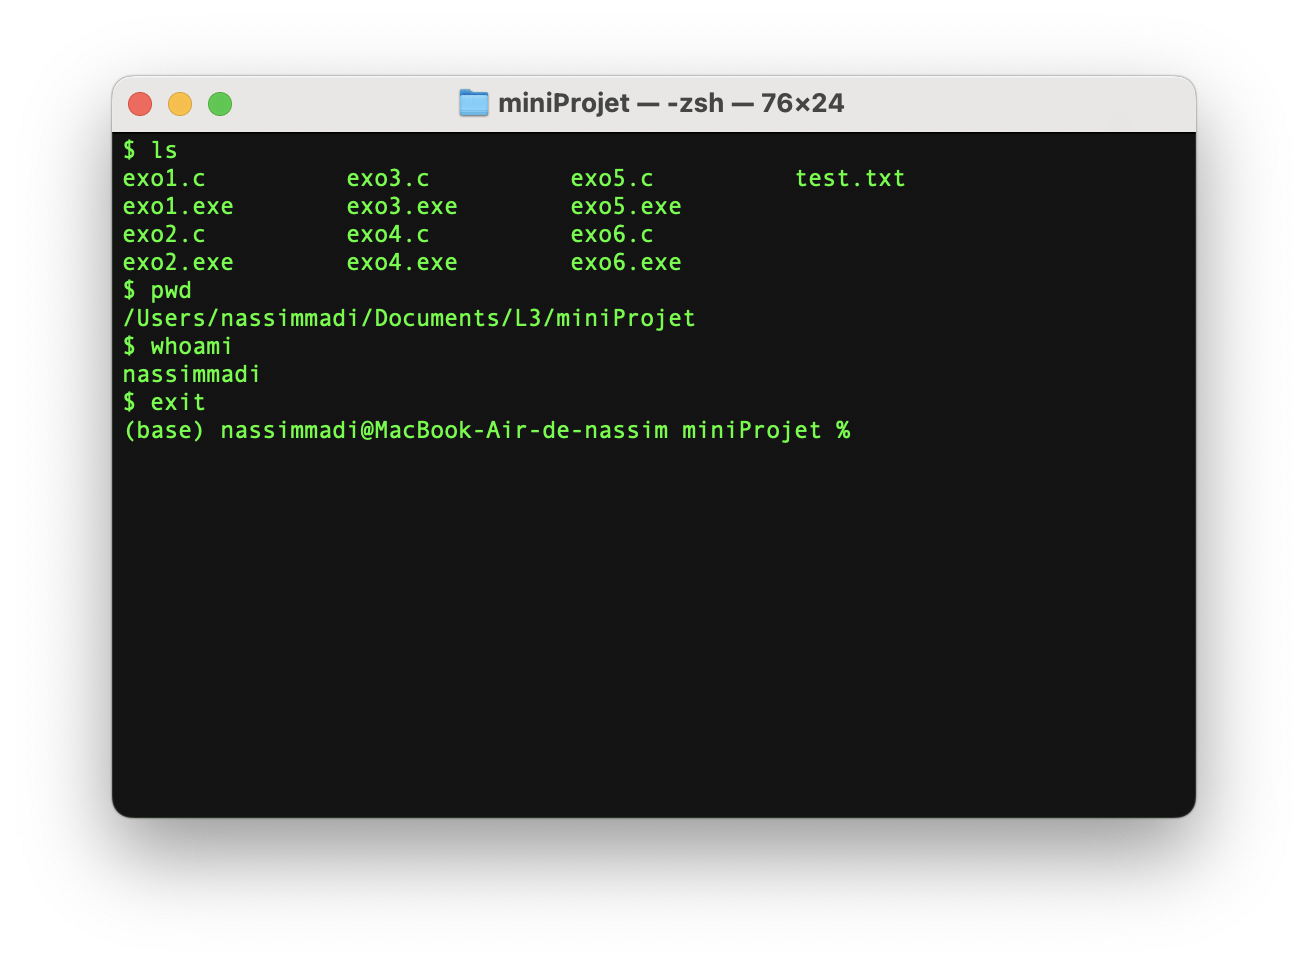 miniProjet — -zsh — 76×24
$ ls
exo1.c exo3.c exo5.c test.txt
exo1.exe exo3.exe exo5.exe
exo2.c exo4.c exo6.c
exo2.exe exo4.exe exo6.exe
$ pwd
/Users/nassimmadi/Documents/L3/miniProjet
$ whoami
nassimmadi
$ exit
(base) nassimmadi@MacBook-Air-de-nassim miniProjet %